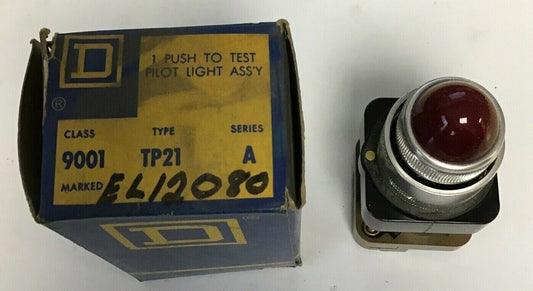 D
1 PUSH TO TEST
PILOT LIGHT ASS'Y
®
CLASS TYPE SERIES
9001 TP21 A
MARKED EL12080
D